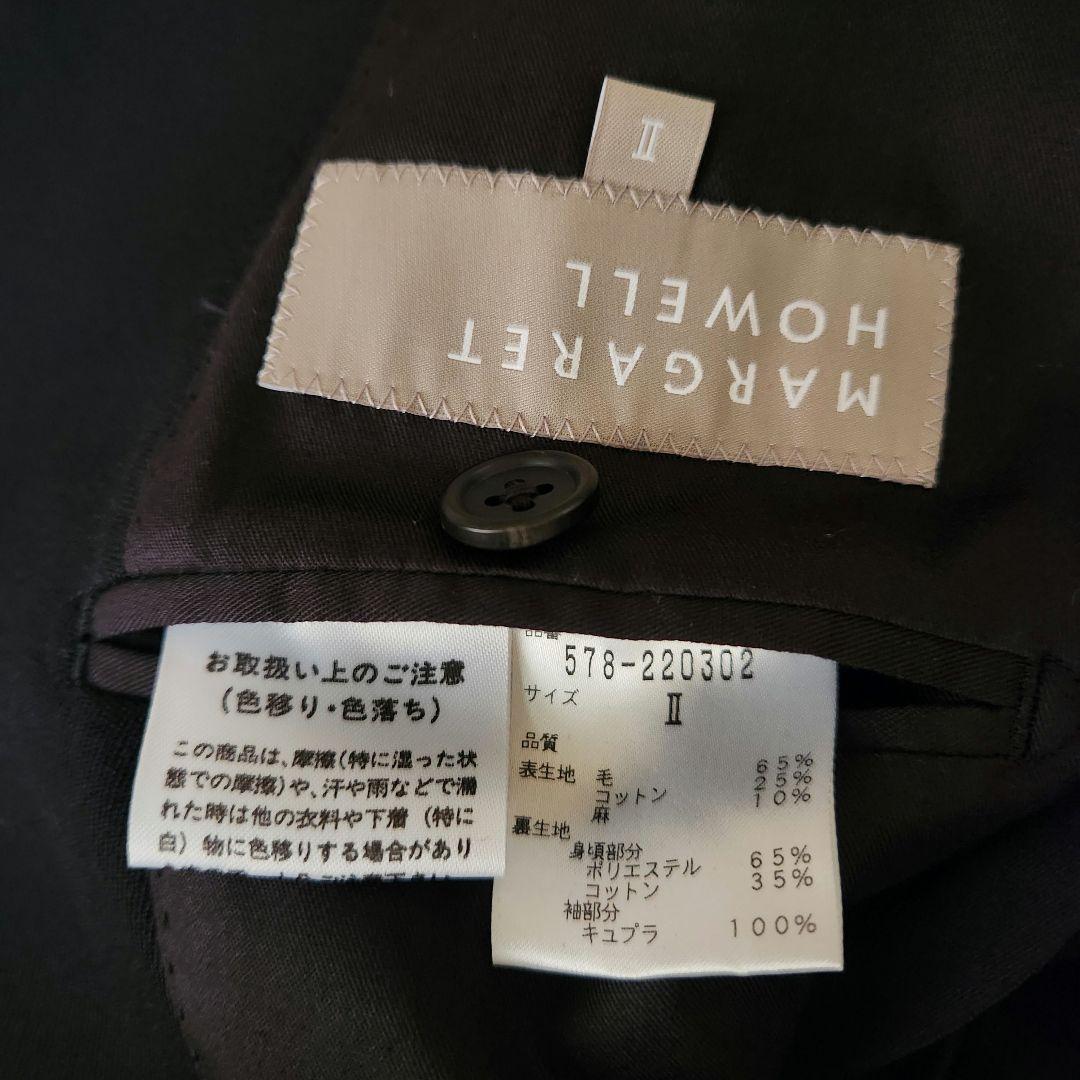 II
MARGARET
HOWELL
お取扱い上のご注意
(色移り・色落ち)
この商品は、摩擦(特に湿った状
態での摩擦)や、汗や雨などで濡
れた時は他の衣料や下着(特に
白)物に色移りする場合があり
品番
578-220302
サイズ
II
品質
表生地 毛 65%
コットン 25%
麻 10%
裏生地
身頃部分
ポリエステル 65%
コットン 35%
袖部分
キュプラ 100%